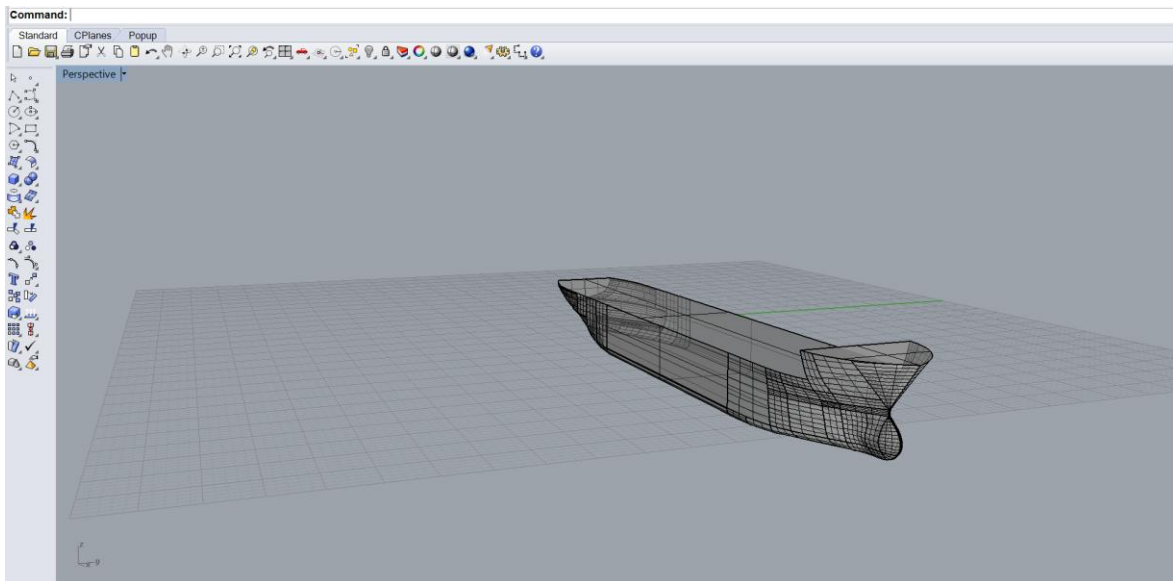 Command:
Standard CPlanes Popup
Perspective
z
x y